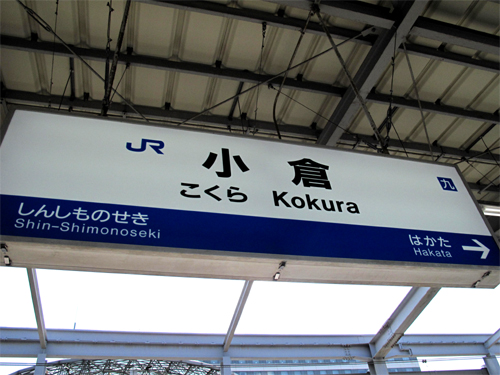 JR 小倉 九
こくら Kokura
しんしものせき はかた
Shin-Shimonoseki Hakata